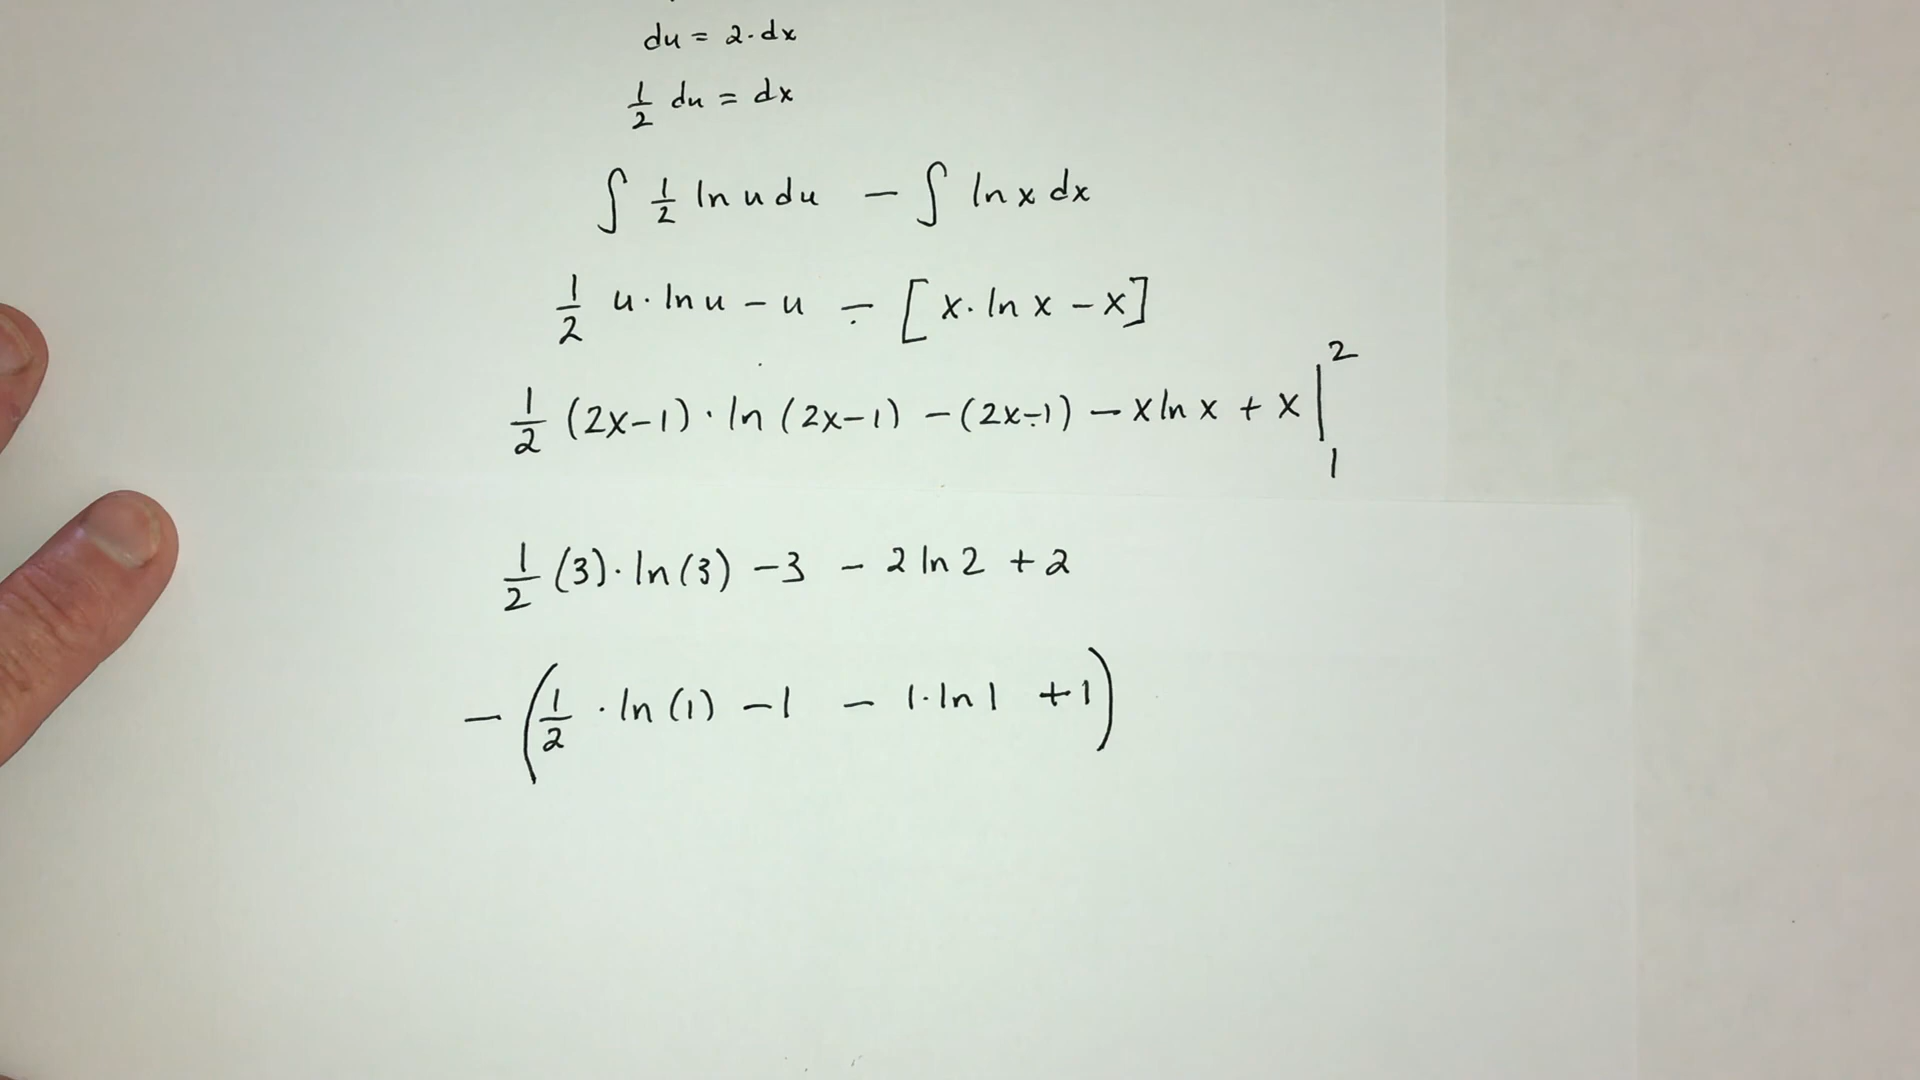 du = 2·dx
1/2 du = dx
∫ 1/2 ln u du − ∫ ln x dx
1/2 u· ln u − u − [x· ln x − x]
1/2 (2x−1)· ln (2x−1) − (2x−1) − x ln x + x |₁²
1/2 (3)· ln(3) − 3 − 2 ln 2 + 2
− (1/2 · ln (1) − 1 − 1· ln 1 + 1)